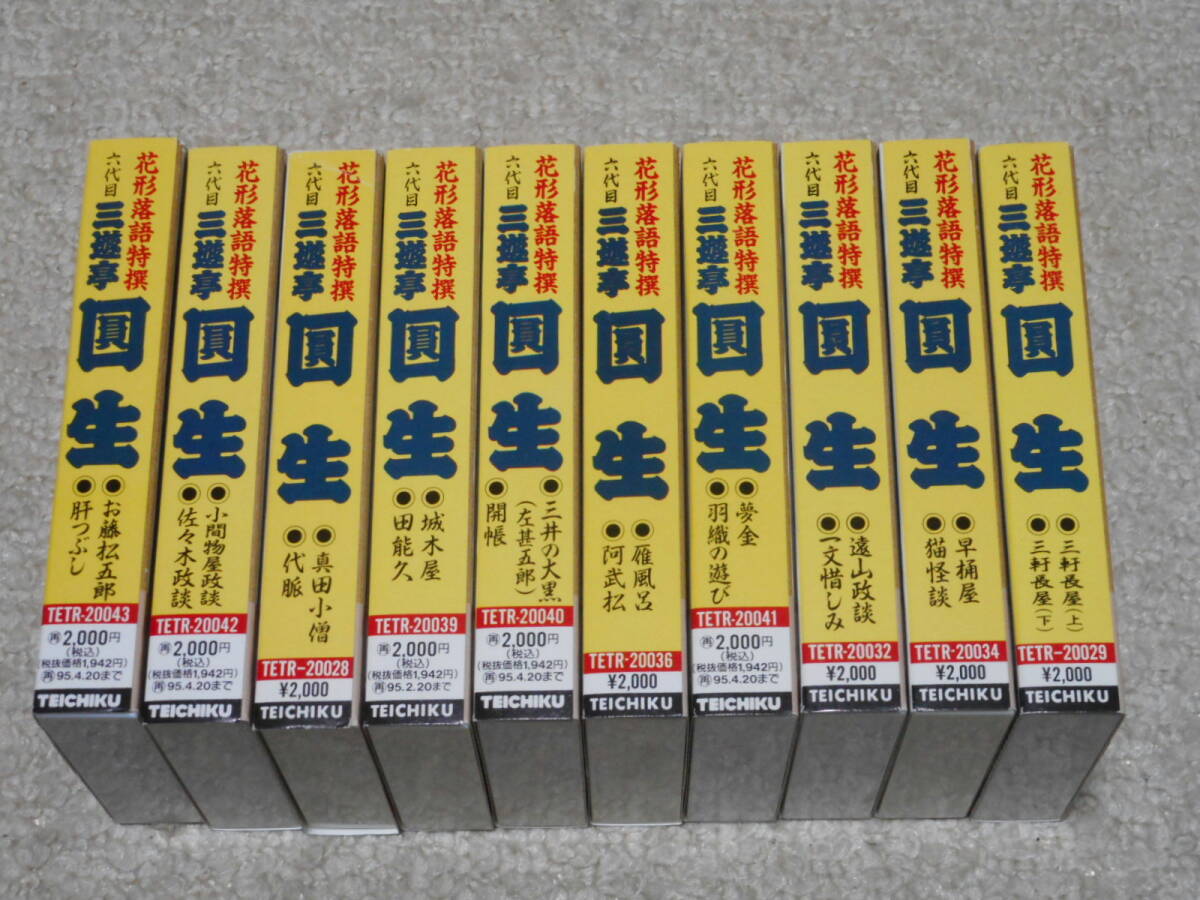 花形落語特撰
六代目 三遊亭
圓生
●お藤松五郎
●肝つぶし
TETR-20043
再2,000円
(税込)
(税抜価格1,942円)
再95.4.20まで
TEICHIKU
花形落語特撰
六代目 三遊亭
圓生
●小間物屋政談
●佐々木政談
TETR-20042
再2,000円
(税込)
(税抜価格1,942円)
再95.4.20まで
TEICHIKU
花形落語特撰
六代目 三遊亭
圓生
●真田小僧
●代脈
TETR-20028
¥2,000
TEICHIKU
花形落語特撰
六代目 三遊亭
圓生
●城木屋
●田能久
TETR-20039
再2,000円
(税込)
(税抜価格1,942円)
再95.2.20まで
TEICHIKU
花形落語特撰
六代目 三遊亭
圓生
●三井の大黒
(左甚五郎)
●開帳
TETR-20040
再2,000円
(税込)
(税抜価格1,942円)
再95.4.20まで
TEICHIKU
花形落語特撰
六代目 三遊亭
圓生
●雁風呂
●阿武松
TETR-20036
¥2,000
TEICHIKU
花形落語特撰
六代目 三遊亭
圓生
●夢金
●羽織の遊び
TETR-20041
再2,000円
(税込)
(税抜価格1,942円)
再95.4.20まで
TEICHIKU
花形落語特撰
六代目 三遊亭
圓生
●遠山政談
●一文惜しみ
TETR-20032
¥2,000
TEICHIKU
花形落語特撰
六代目 三遊亭
圓生
●早桶屋
●猫怪談
TETR-20034
¥2,000
TEICHIKU
花形落語特撰
六代目 三遊亭
圓生
●三軒長屋(上)
●三軒長屋(下)
TETR-20029
¥2,000
TEICHIKU